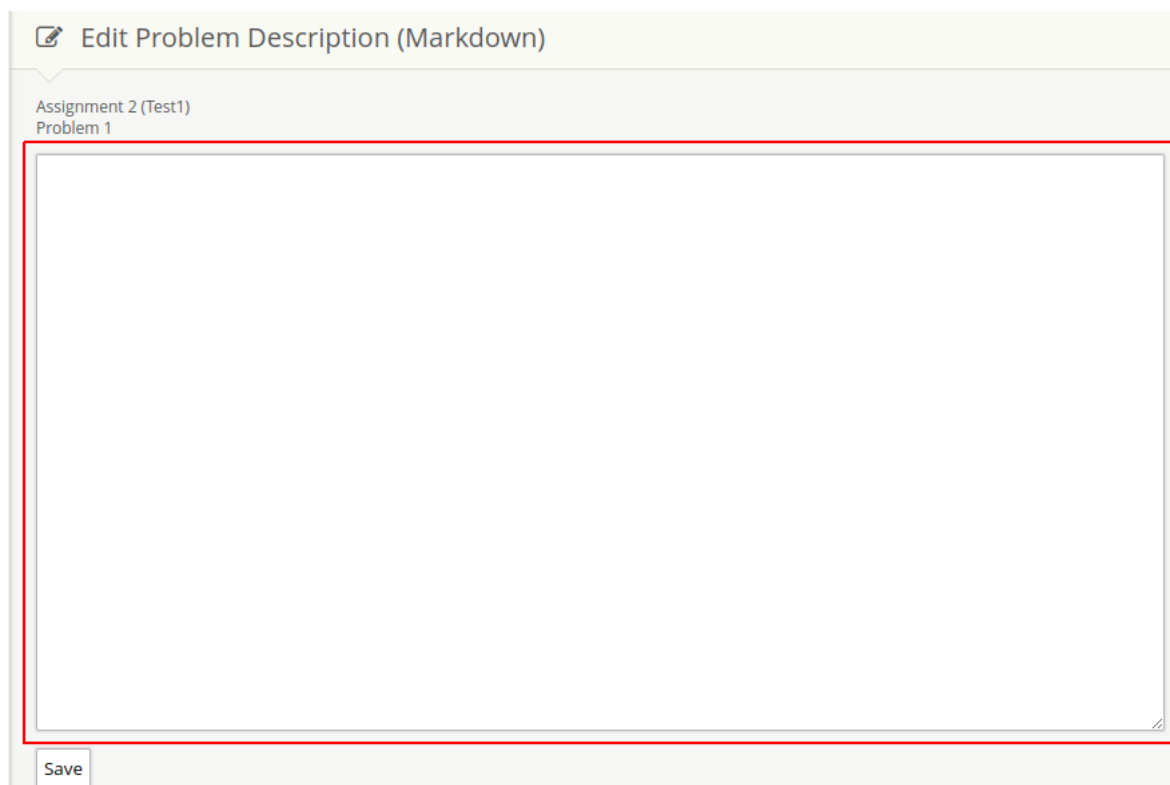 Edit Problem Description (Markdown)
Assignment 2 (Test1)
Problem 1
Save